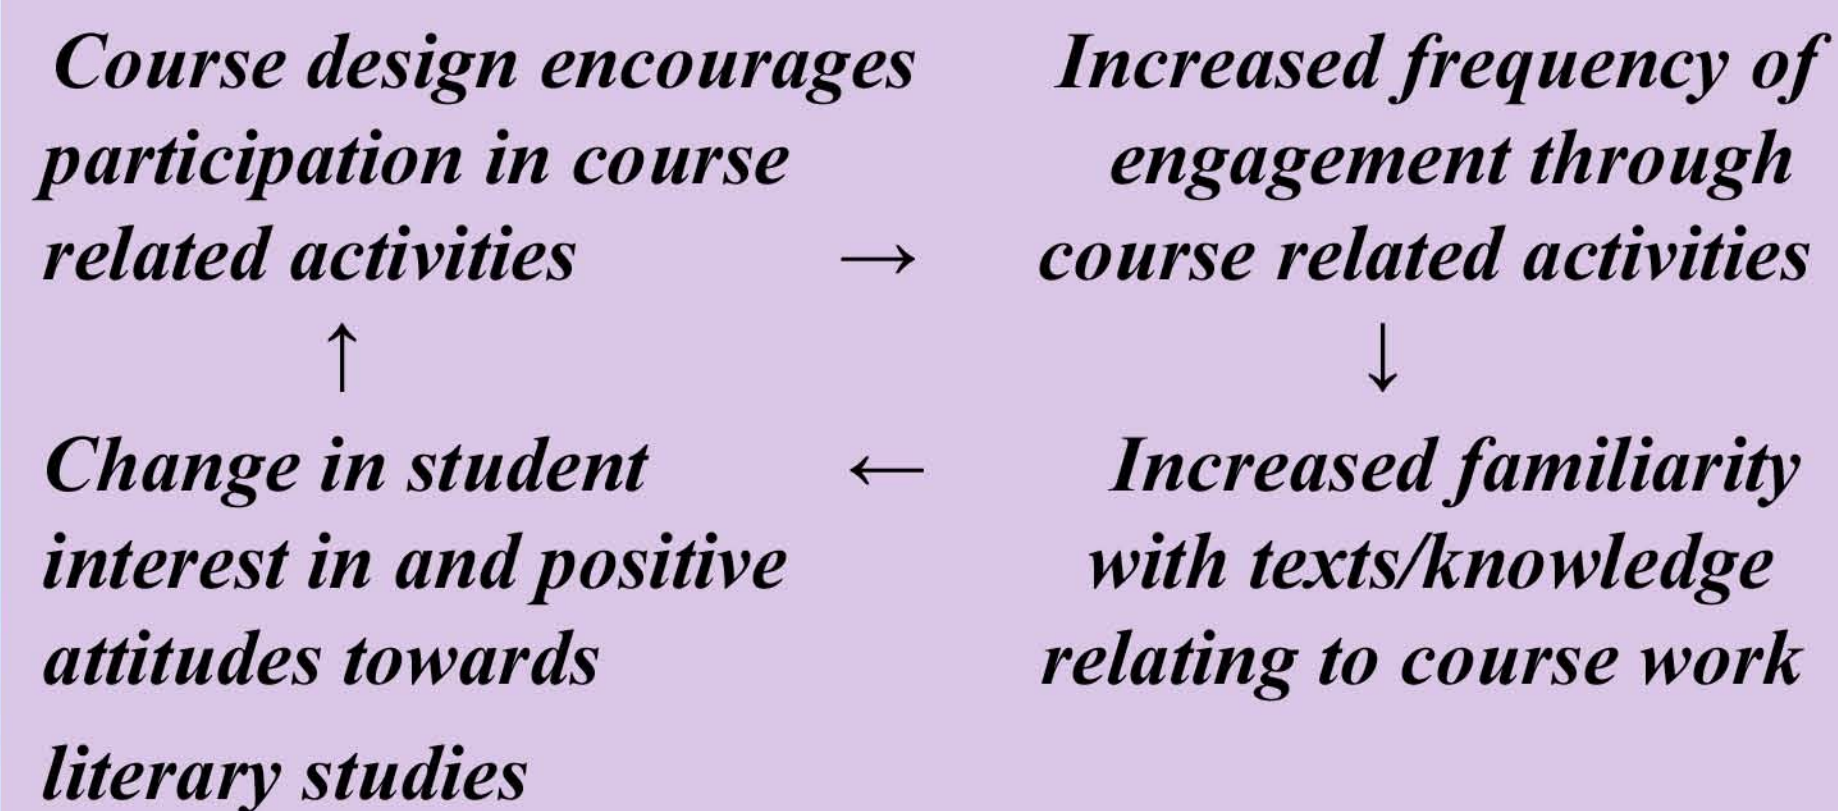 Course design encourages
participation in course
related activities →
Increased frequency of
engagement through
course related activities
↑ ↓
Change in student ←
interest in and positive
attitudes towards
literary studies
Increased familiarity
with texts/knowledge
relating to course work